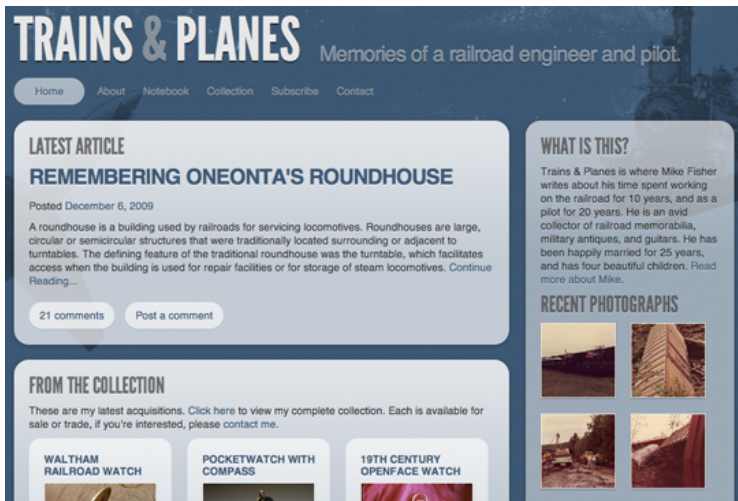 TRAINS & PLANES
Memories of a railroad engineer and pilot.
Home
About
Notebook
Collection
Subscribe
Contact
LATEST ARTICLE
REMEMBERING ONEONTA'S ROUNDHOUSE
Posted December 6, 2009
A roundhouse is a building used by railroads for servicing locomotives. Roundhouses are large,
circular or semicircular structures that were traditionally located surrounding or adjacent to
turntables. The defining feature of the traditional roundhouse was the turntable, which facilitates
access when the building is used for repair facilities or for storage of steam locomotives. Continue
Reading...
21 comments
Post a comment
FROM THE COLLECTION
These are my latest acquisitions. Click here to view my complete collection. Each is available for
sale or trade, if you're interested, please contact me.
WALTHAM
RAILROAD WATCH
POCKETWATCH WITH
COMPASS
19TH CENTURY
OPENFACE WATCH
WHAT IS THIS?
Trains & Planes is where Mike Fisher
writes about his time spent working
on the railroad for 10 years, and as a
pilot for 20 years. He is an avid
collector of railroad memorabilia,
military antiques, and guitars. He has
been happily married for 25 years,
and has four beautiful children. Read
more about Mike.
RECENT PHOTOGRAPHS